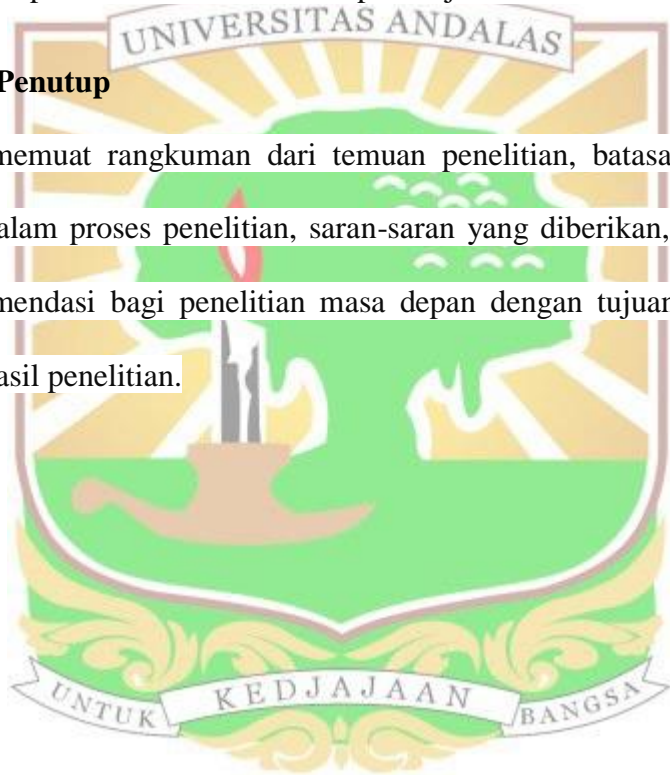 UNIVERSITAS ANDALAS
Penutup
memuat rangkuman dari temuan penelitian,
alam proses penelitian, saran-saran yang diberikan,
mendasi bagi penelitian masa depan dengan tujuan
asil penelitian.
UNTUK KEDJAJAAN BANGSA